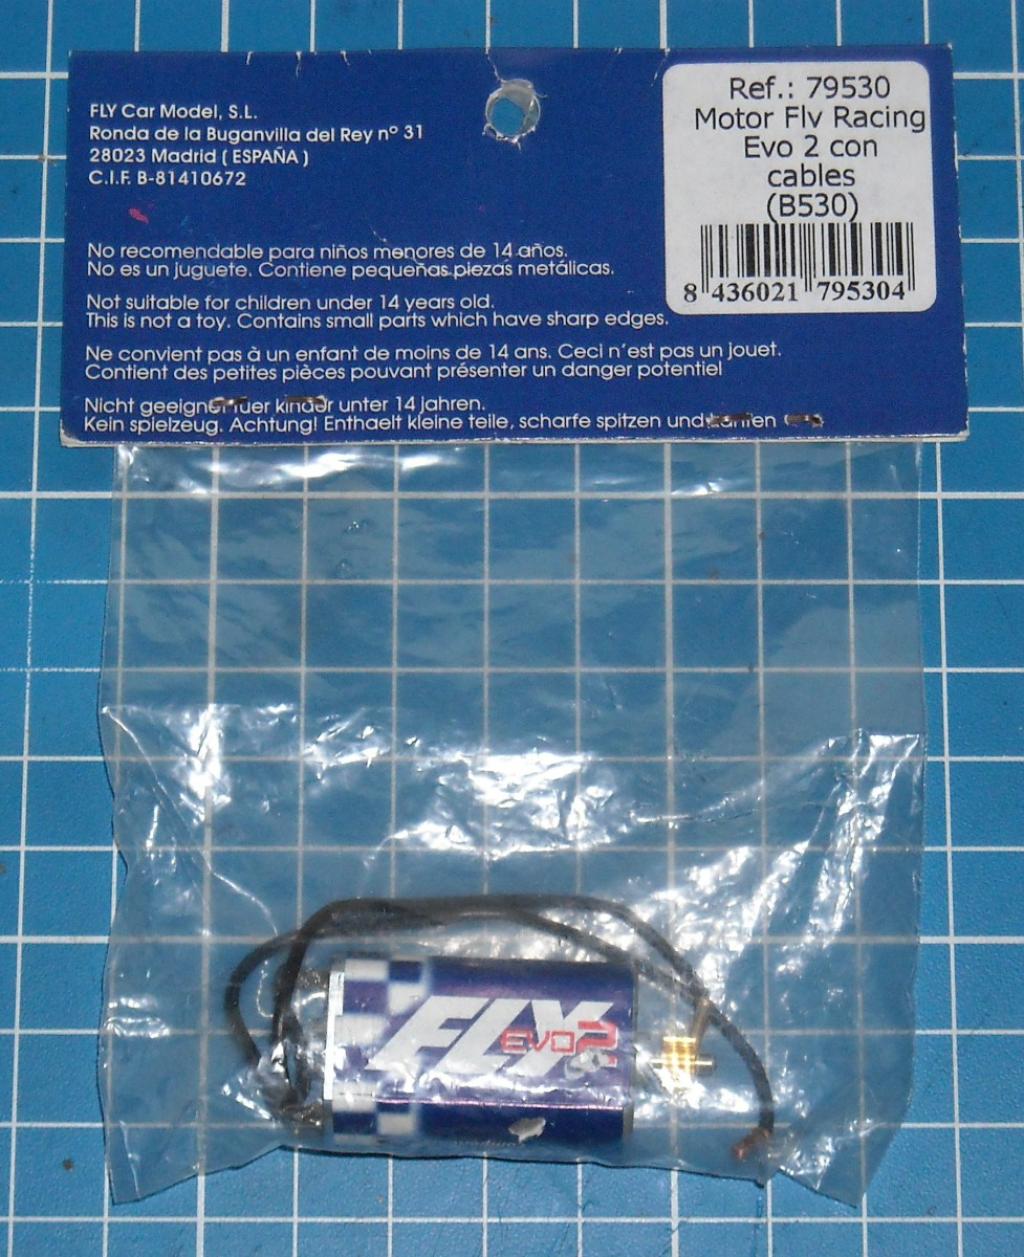 FLY Car Model, S.L.
Ronda de la Buganvilla del Rey nº 31
28023 Madrid ( ESPAÑA )
C.I.F. B-81410672
Ref.: 79530
Motor Fly Racing
Evo 2 con
cables
(B530)
8 436021 795304
No recomendable para niños menores de 14 años.
No es un juguete. Contiene pequeñas piezas metálicas.
Not suitable for children under 14 years old.
This is not a toy. Contains small parts which have sharp edges.
Ne convient pas à un enfant de moins de 14 ans. Ceci n'est pas un jouet.
Contient des petites pièces pouvant présenter un danger potentiel
Nicht geeignet fuer kinder unter 14 jahren.
Kein spielzeug. Achtung! Enthaelt kleine teile, scharfe spitzen und kanten
FLY
EVO2